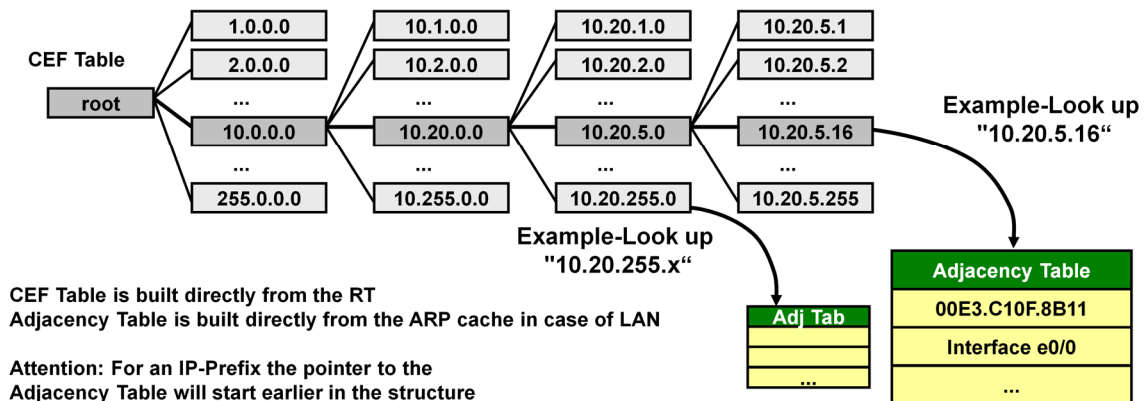 CEF Table
root
1.0.0.0
2.0.0.0
...
10.0.0.0
...
255.0.0.0
10.1.0.0
10.2.0.0
...
10.20.0.0
...
10.255.0.0
10.20.1.0
10.20.2.0
...
10.20.5.0
...
10.20.255.0
10.20.5.1
10.20.5.2
...
10.20.5.16
...
10.20.5.255
Example-Look up
"10.20.5.16“
Example-Look up
"10.20.255.x“
Adjacency Table
00E3.C10F.8B11
Interface e0/0
...
Adj Tab
...
CEF Table is built directly from the RT
Adjacency Table is built directly from the ARP cache in case of LAN
Attention: For an IP-Prefix the pointer to the
Adjacency Table will start earlier in the structure